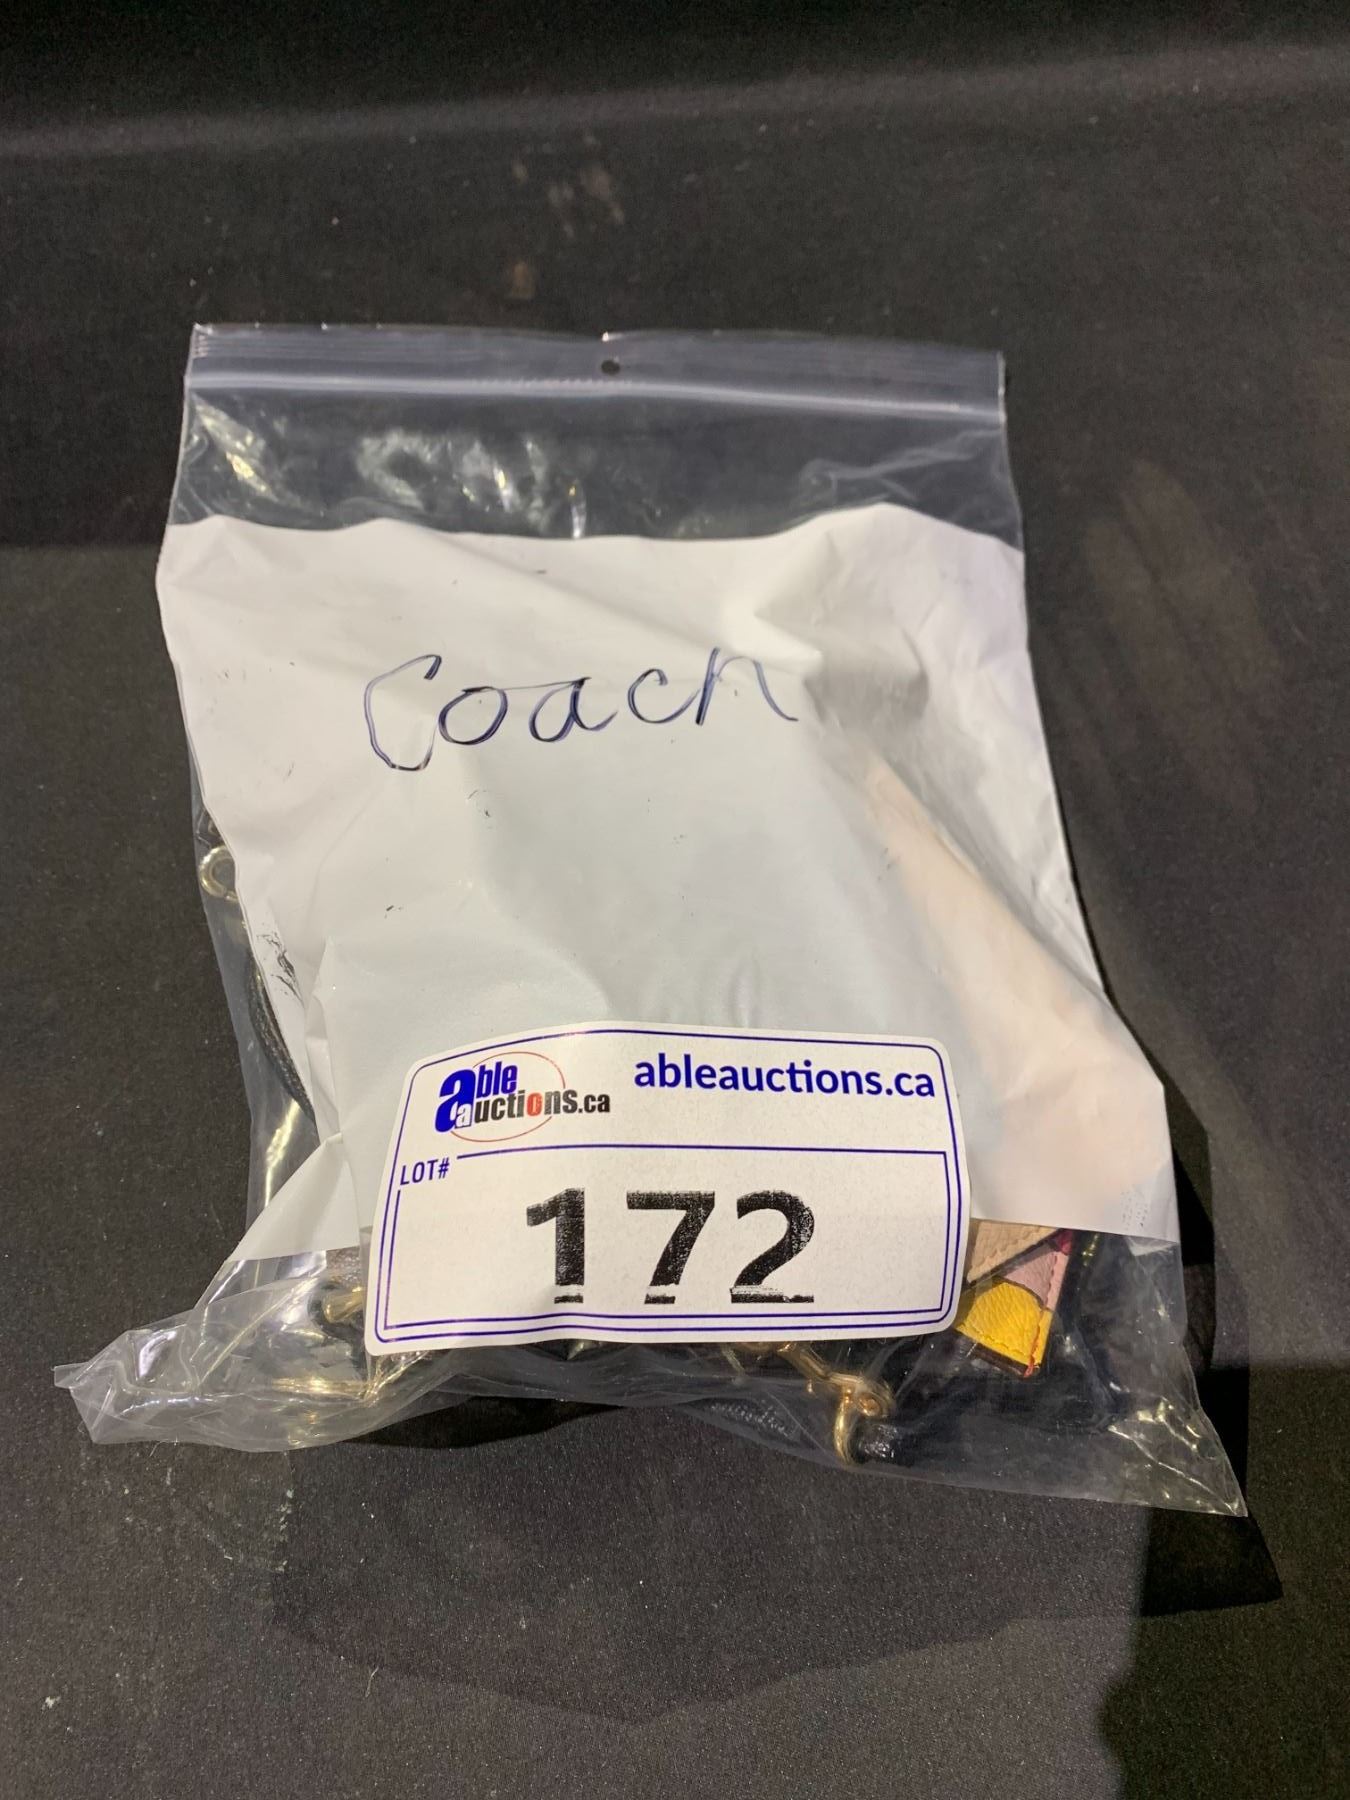 Coach
able auctions.ca
ableauctions.ca
LOT#
172